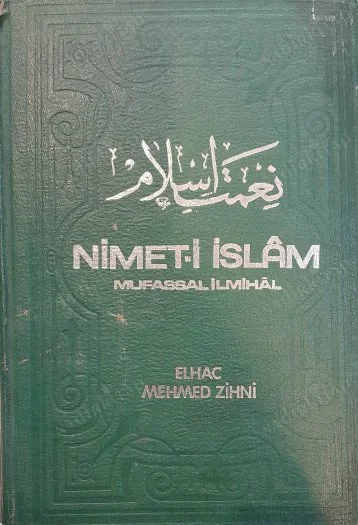 نعمت اسلام
NİMET-İ İSLÂM
MUFASSAL İLMİHÂL
ELHAC
MEHMED ZİHNİ